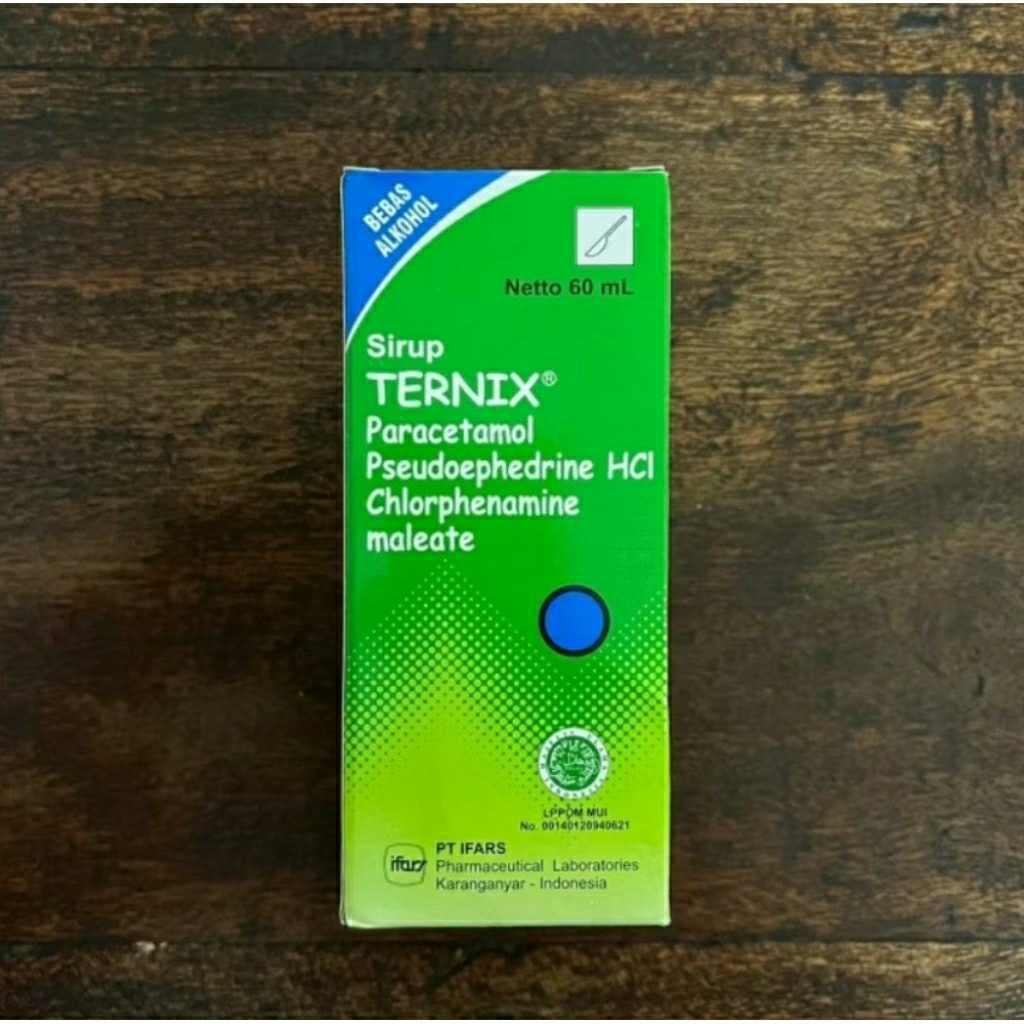 BEBAS
ALKOHOL
Netto 60 mL
Sirup
TERNIX®
Paracetamol
Pseudoephedrine HCl
Chlorphenamine
maleate
LPPOM MUI
No. 00140120940621
ifars
PT IFARS
Pharmaceutical Laboratories
Karanganyar - Indonesia